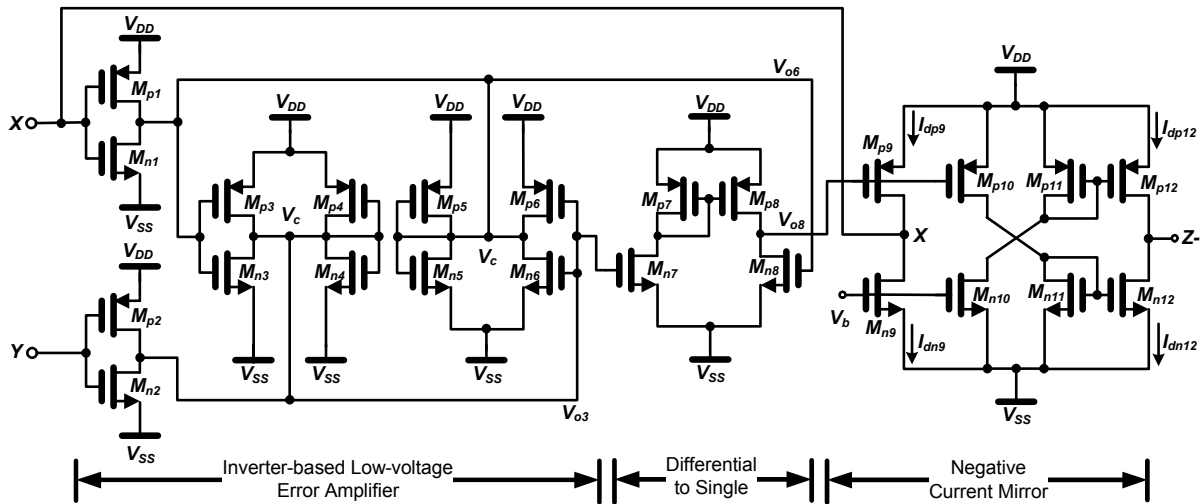 V_DD
V_DD
M_p1
X
M_n1
V_SS
V_DD
M_p2
Y
M_n2
V_SS
V_DD
M_p3
V_c
M_p4
M_n3
M_n4
V_SS
V_SS
V_DD
V_DD
M_p5
M_p6
V_c
M_n5
M_n6
V_SS
V_o6
V_o3
V_DD
M_p7
M_p8
V_o8
M_n7
M_n8
V_SS
I_dp9
I_dp12
M_p9
M_p10
M_p11
M_p12
X
Z-
M_n9
M_n10
M_n11
M_n12
V_b
I_dn9
I_dn12
V_SS
Inverter-based Low-voltage
Error Amplifier
Differential
to Single
Negative
Current Mirror